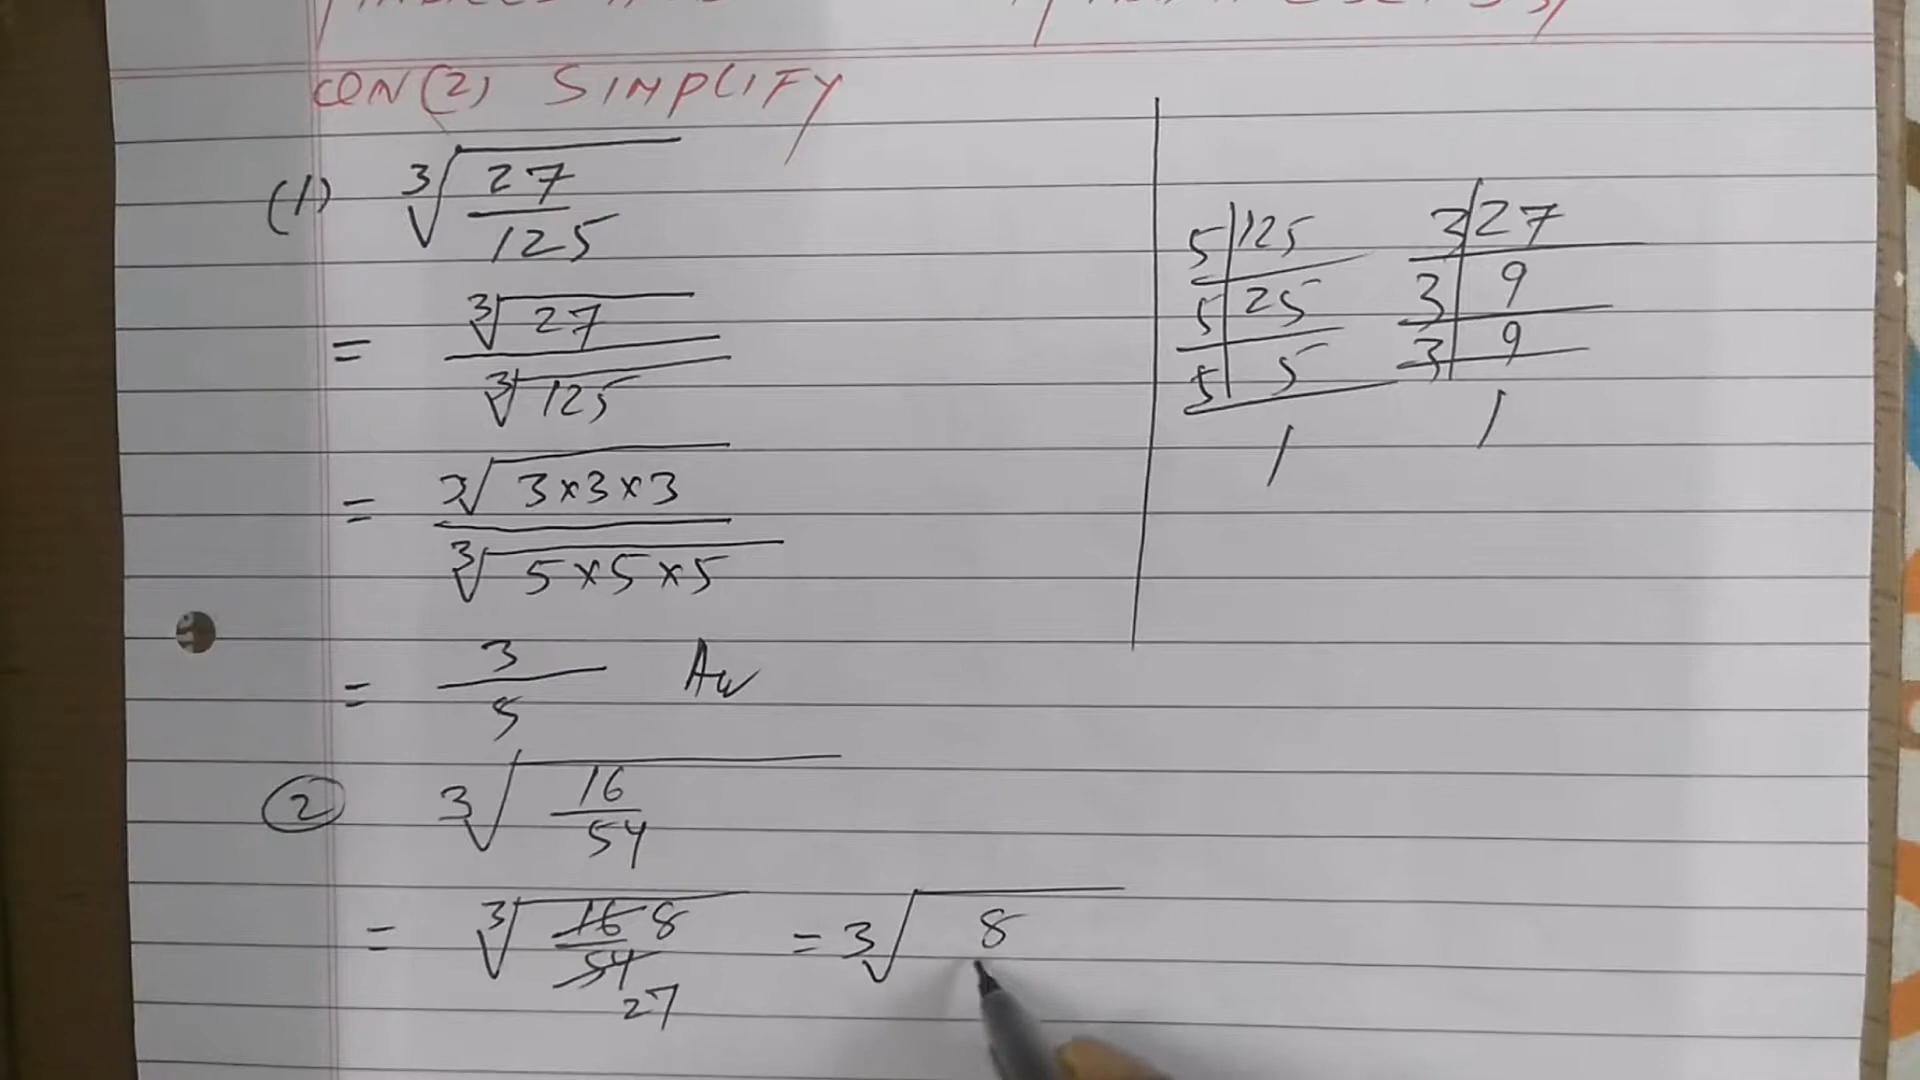 QN(2) SIMPLIFY
(1) ∛(27/125)
= ∛27 / ∛125
= ∛(3×3×3) / ∛(5×5×5)
= 3/5 Aw
(2) ∛(16/54)
= ∛(16 8 / 54 27) = ∛8
5|125
5|25
5|5
1
3|27
3|9
3|9
1